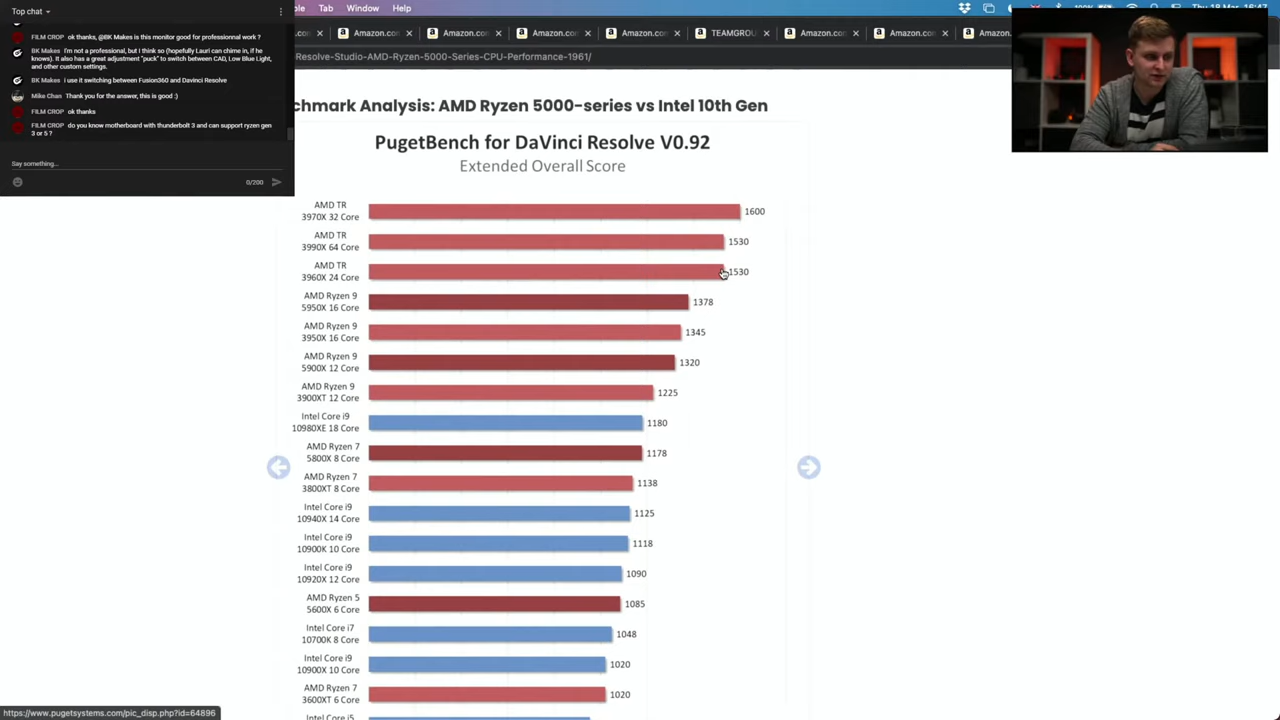 Top chat
FILM CROP ok thanks, @BK Makes is this monitor good for professionnal work ?
BK Makes I'm not a professional, but I think so (hopefully Lauri can chime in, if he
knows). It also has a great adjustment "puck" to switch between CAD, Low Blue Light,
and other custom settings.
BK Makes i use it switching between Fusion360 and Davinci Resolve
Mike Chan Thank you for the answer, this is good :)
FILM CROP ok thanks
FILM CROP do you know motherboard with thunderbolt 3 and can support ryzen gen
3 or 5 ?
Say something...
0/200
Tab Window Help
Thu 18 Mar 16:47
Amazon.c
Amazon.com
Amazon.co
Amazon.co
TEAMGROU
Amazon.co
Amazon.co
Amazon
Resolve-Studio-AMD-Ryzen-5000-Series-CPU-Performance-1961/
chmark Analysis: AMD Ryzen 5000-series vs Intel 10th Gen
PugetBench for DaVinci Resolve V0.92
Extended Overall Score
AMD TR
3970X 32 Core
1600
AMD TR
3990X 64 Core
1530
AMD TR
3960X 24 Core
1530
AMD Ryzen 9
5950X 16 Core
1378
AMD Ryzen 9
3950X 16 Core
1345
AMD Ryzen 9
5900X 12 Core
1320
AMD Ryzen 9
3900XT 12 Core
1225
Intel Core i9
10980XE 18 Core
1180
AMD Ryzen 7
5800X 8 Core
1178
AMD Ryzen 7
3800XT 8 Core
1138
Intel Core i9
10940X 14 Core
1125
Intel Core i9
10900K 10 Core
1118
Intel Core i9
10920X 12 Core
1090
AMD Ryzen 5
5600X 6 Core
1085
Intel Core i7
10700K 8 Core
1048
Intel Core i9
10900X 10 Core
1020
AMD Ryzen 7
3600XT 6 Core
1020
Intel Core i5
https://www.pugetsystems.com/pic_disp.php?id=64896